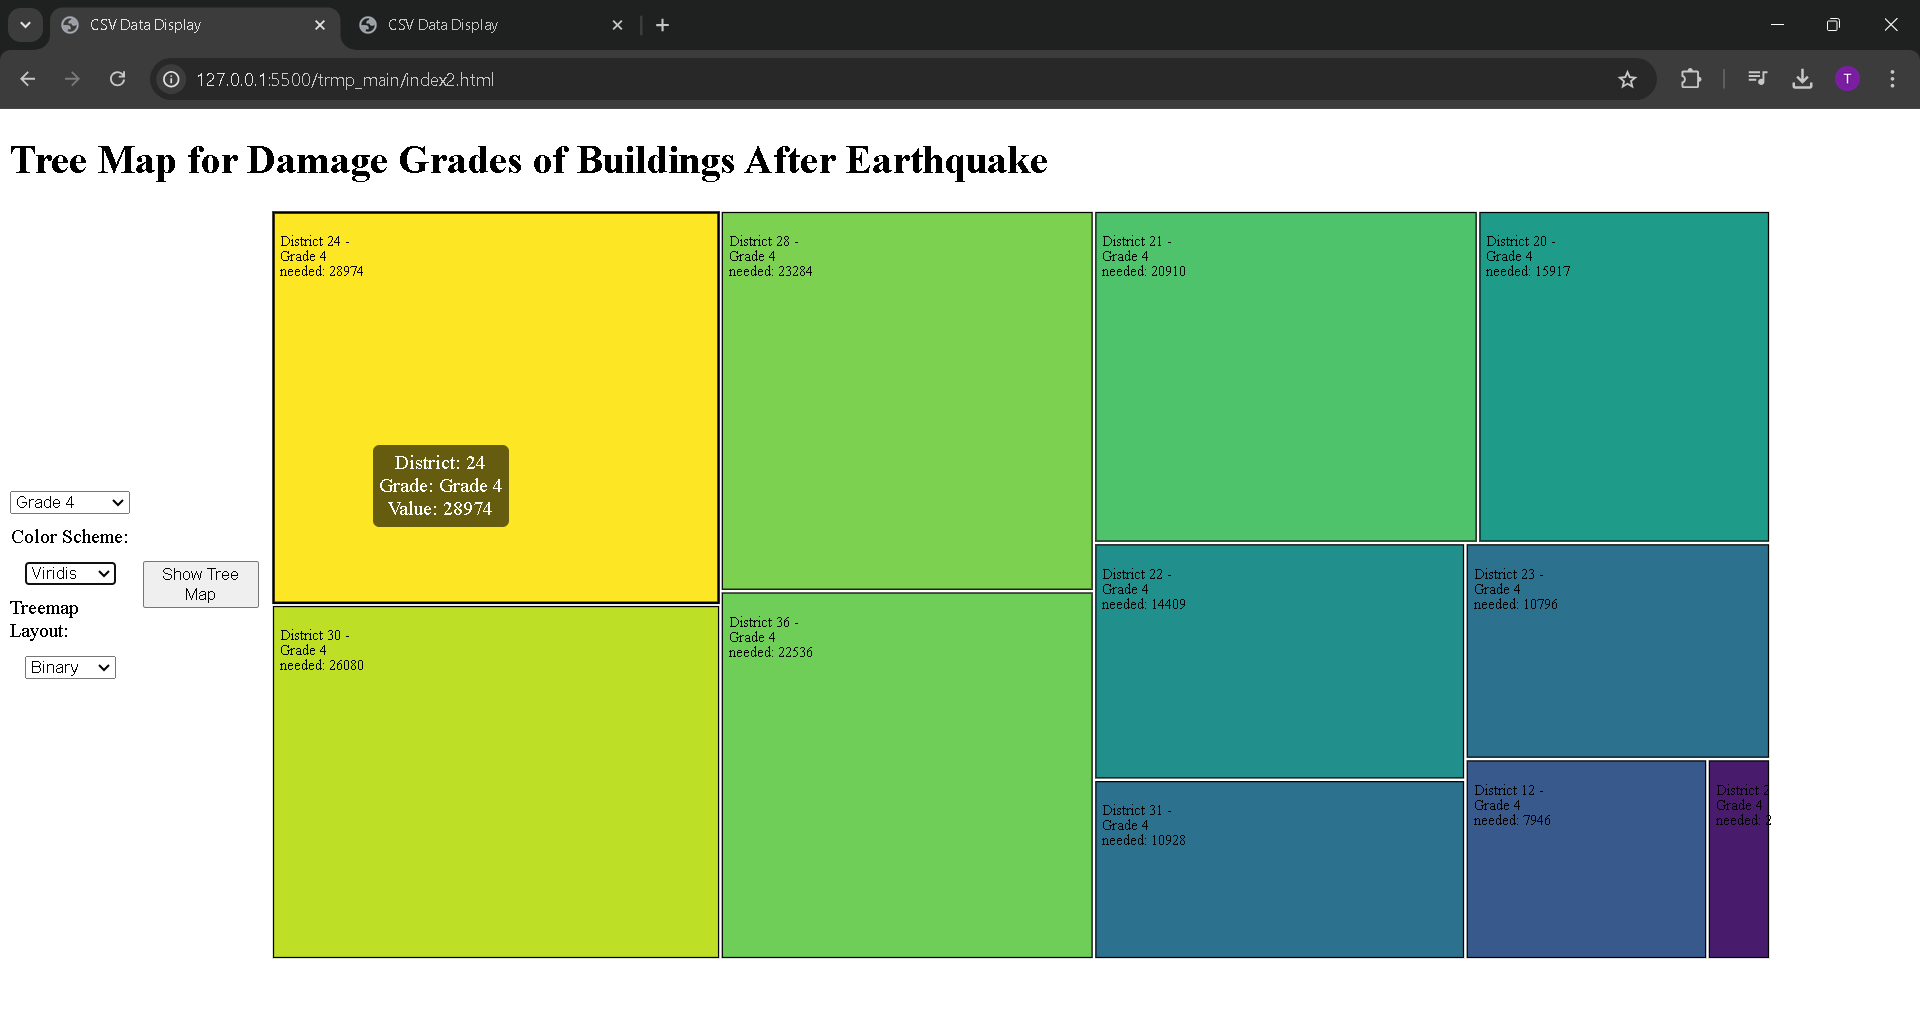 CSV Data Display
CSV Data Display
127.0.0.1:5500/trmp_main/index2.html
T
Tree Map for Damage Grades of Buildings After Earthquake
Grade 4
Color Scheme:
Viridis
Treemap
Layout:
Binary
Show Tree
Map
District 24 -
Grade 4
needed: 28974
District: 24
Grade: Grade 4
Value: 28974
District 30 -
Grade 4
needed: 26080
District 28 -
Grade 4
needed: 23284
District 36 -
Grade 4
needed: 22536
District 21 -
Grade 4
needed: 20910
District 20 -
Grade 4
needed: 15917
District 22 -
Grade 4
needed: 14409
District 23 -
Grade 4
needed: 10796
District 31 -
Grade 4
needed: 10928
District 12 -
Grade 4
needed: 7946
District 2
Grade 4
needed: 2